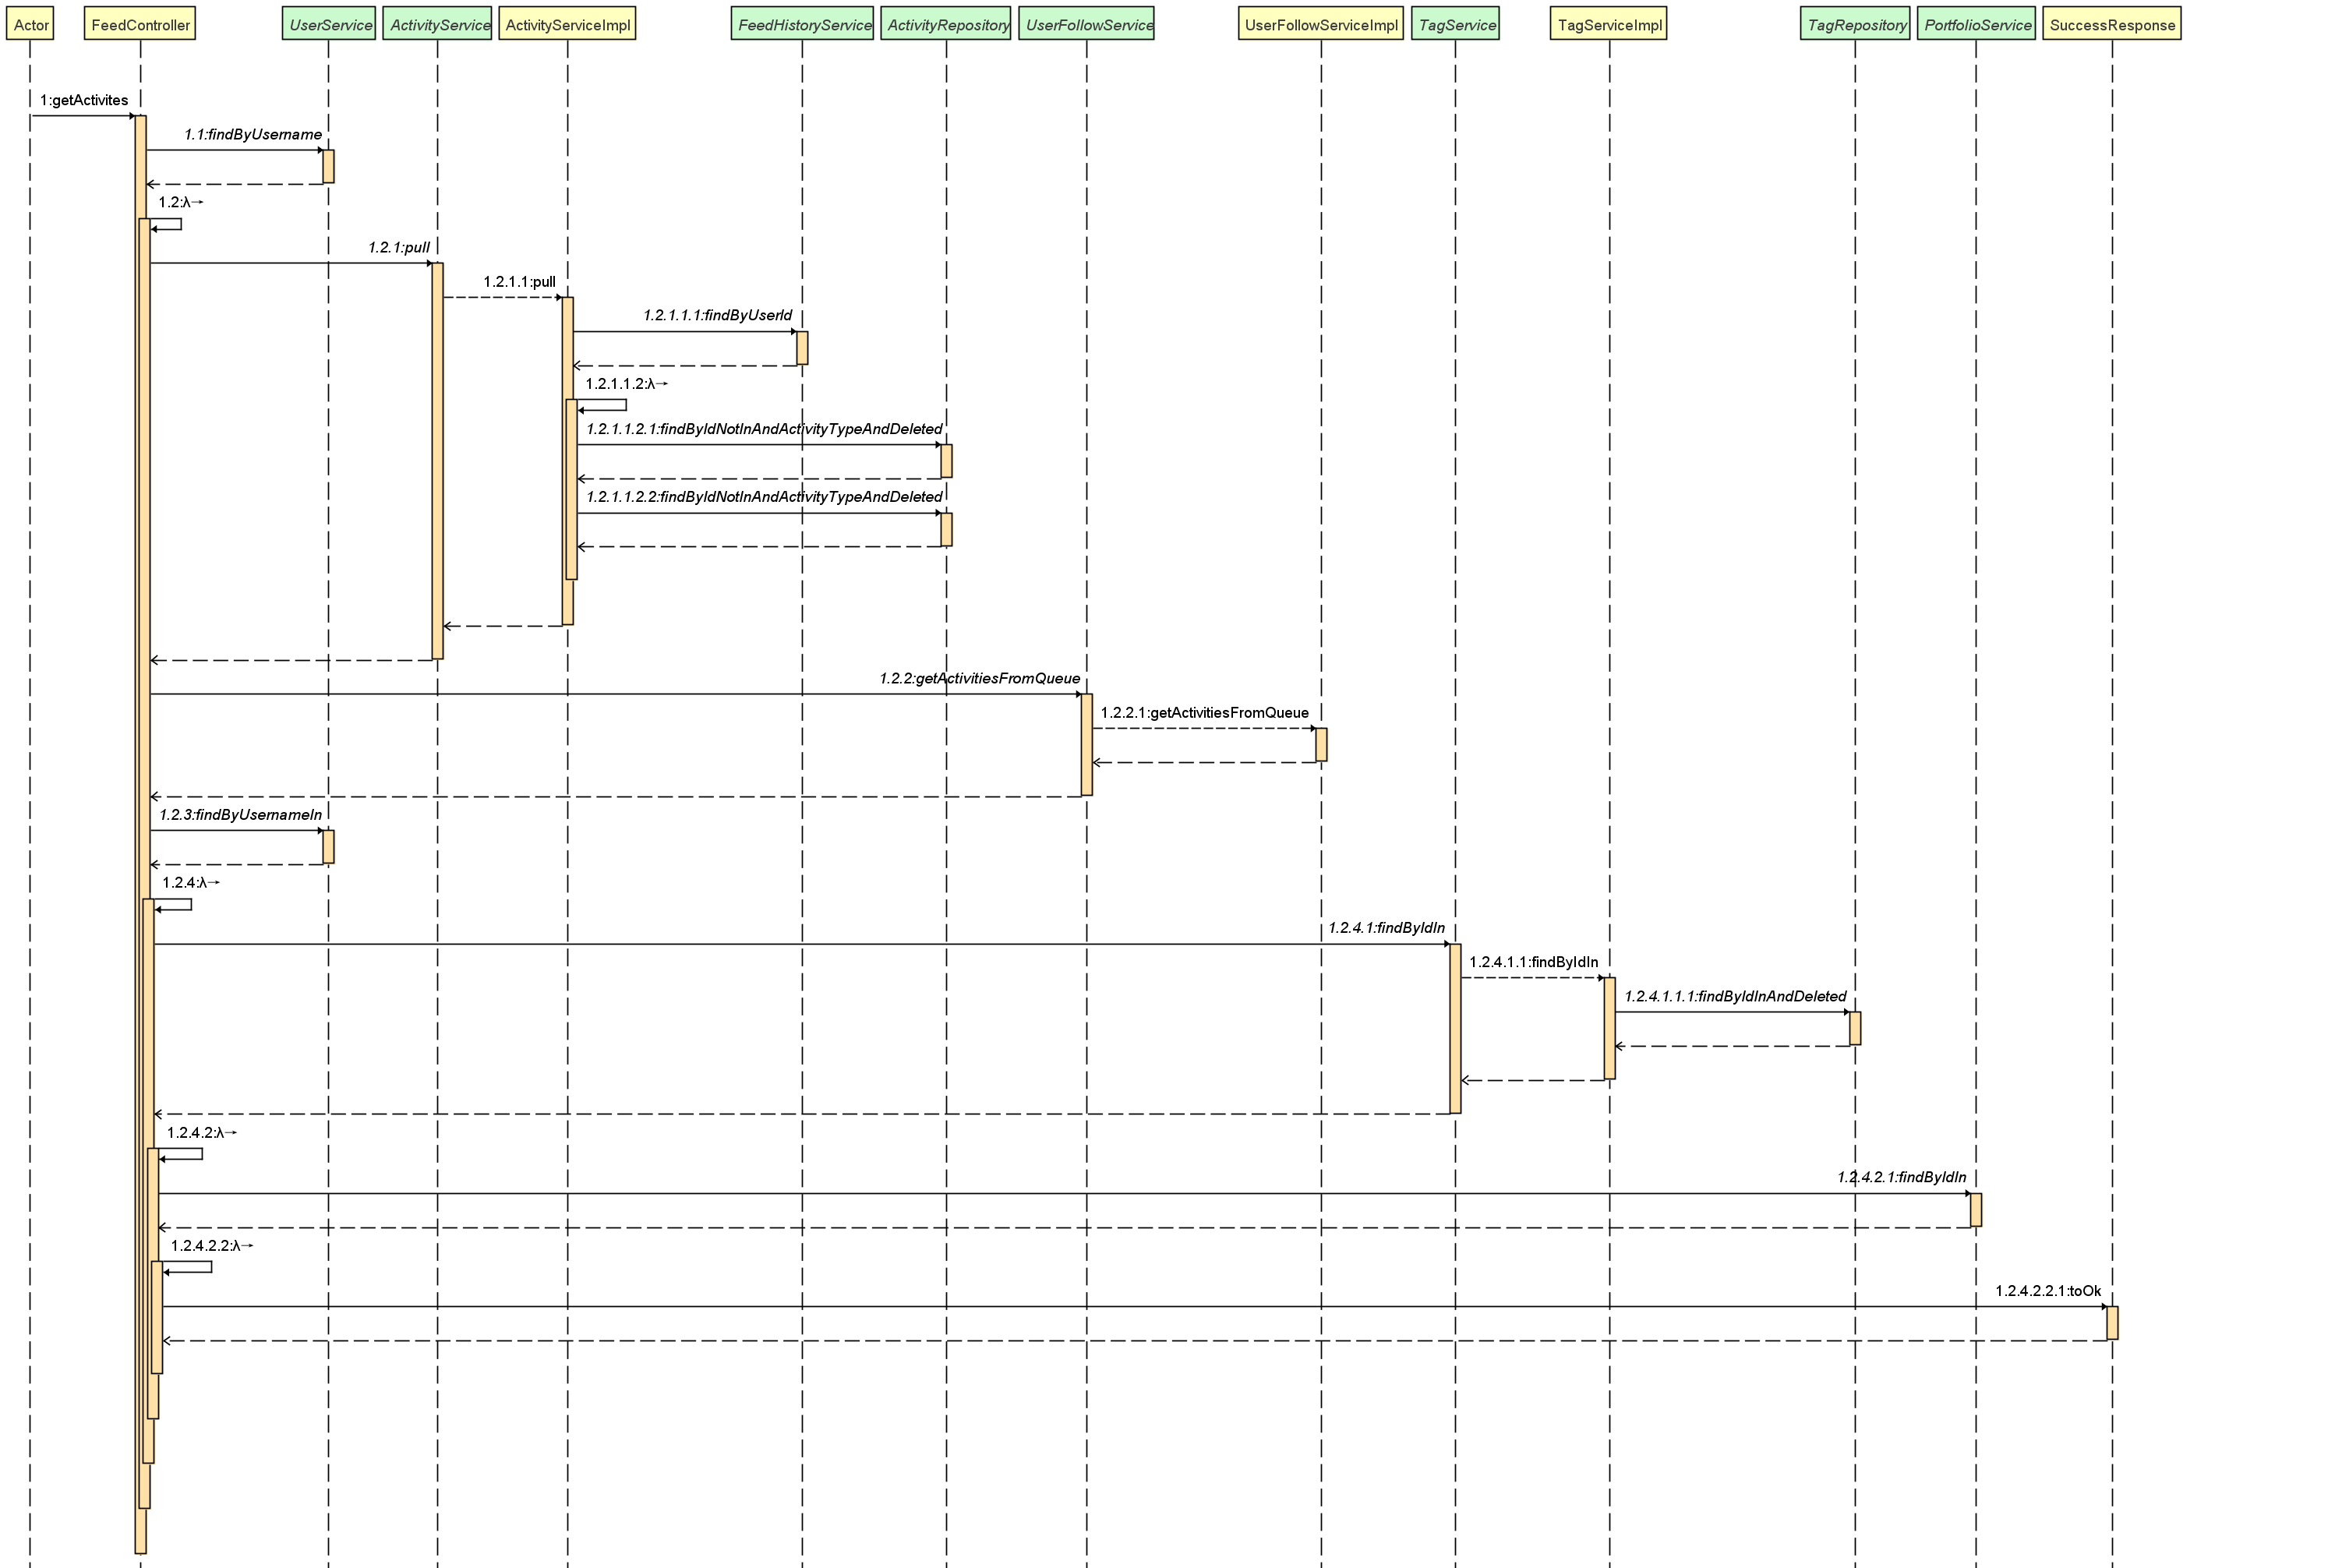 Actor
FeedController
UserService
ActivityService
ActivityServiceImpl
FeedHistoryService
ActivityRepository
UserFollowService
UserFollowServiceImpl
TagService
TagServiceImpl
TagRepository
PortfolioService
SuccessResponse
1:getActivites
1.1:findByUsername
1.2:λ→
1.2.1:pull
1.2.1.1:pull
1.2.1.1.1:findByUserId
1.2.1.1.2:λ→
1.2.1.1.2.1:findByIdNotInAndActivityTypeAndDeleted
1.2.1.1.2.2:findByIdNotInAndActivityTypeAndDeleted
1.2.2:getActivitiesFromQueue
1.2.2.1:getActivitiesFromQueue
1.2.3:findByUsernameIn
1.2.4:λ→
1.2.4.1:findByIdIn
1.2.4.1.1:findByIdIn
1.2.4.1.1.1:findByIdInAndDeleted
1.2.4.2:λ→
1.2.4.2.1:findByIdIn
1.2.4.2.2:λ→
1.2.4.2.2.1:toOk